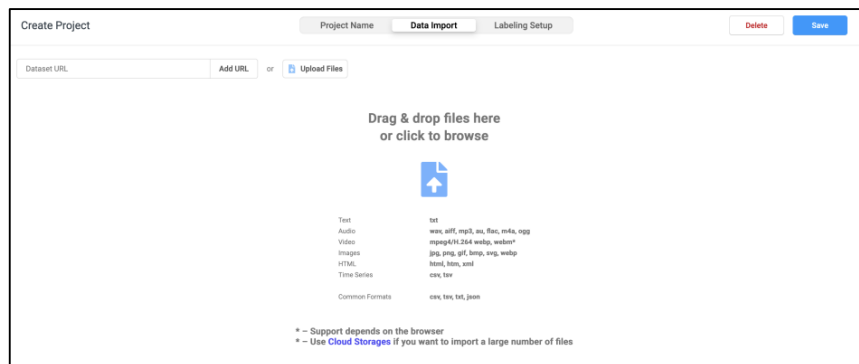 Create Project
Project Name
Data Import
Labeling Setup
Delete
Save
Dataset URL
Add URL
or
Upload Files
Drag & drop files here
or click to browse
Text txt
Audio wav, aiff, mp3, au, flac, m4a, ogg
Video mpeg4/H.264 webp, webm*
Images jpg, png, gif, bmp, svg, webp
HTML html, htm, xml
Time Series csv, tsv
Common Formats csv, tsv, txt, json
* – Support depends on the browser
* – Use Cloud Storages if you want to import a large number of files